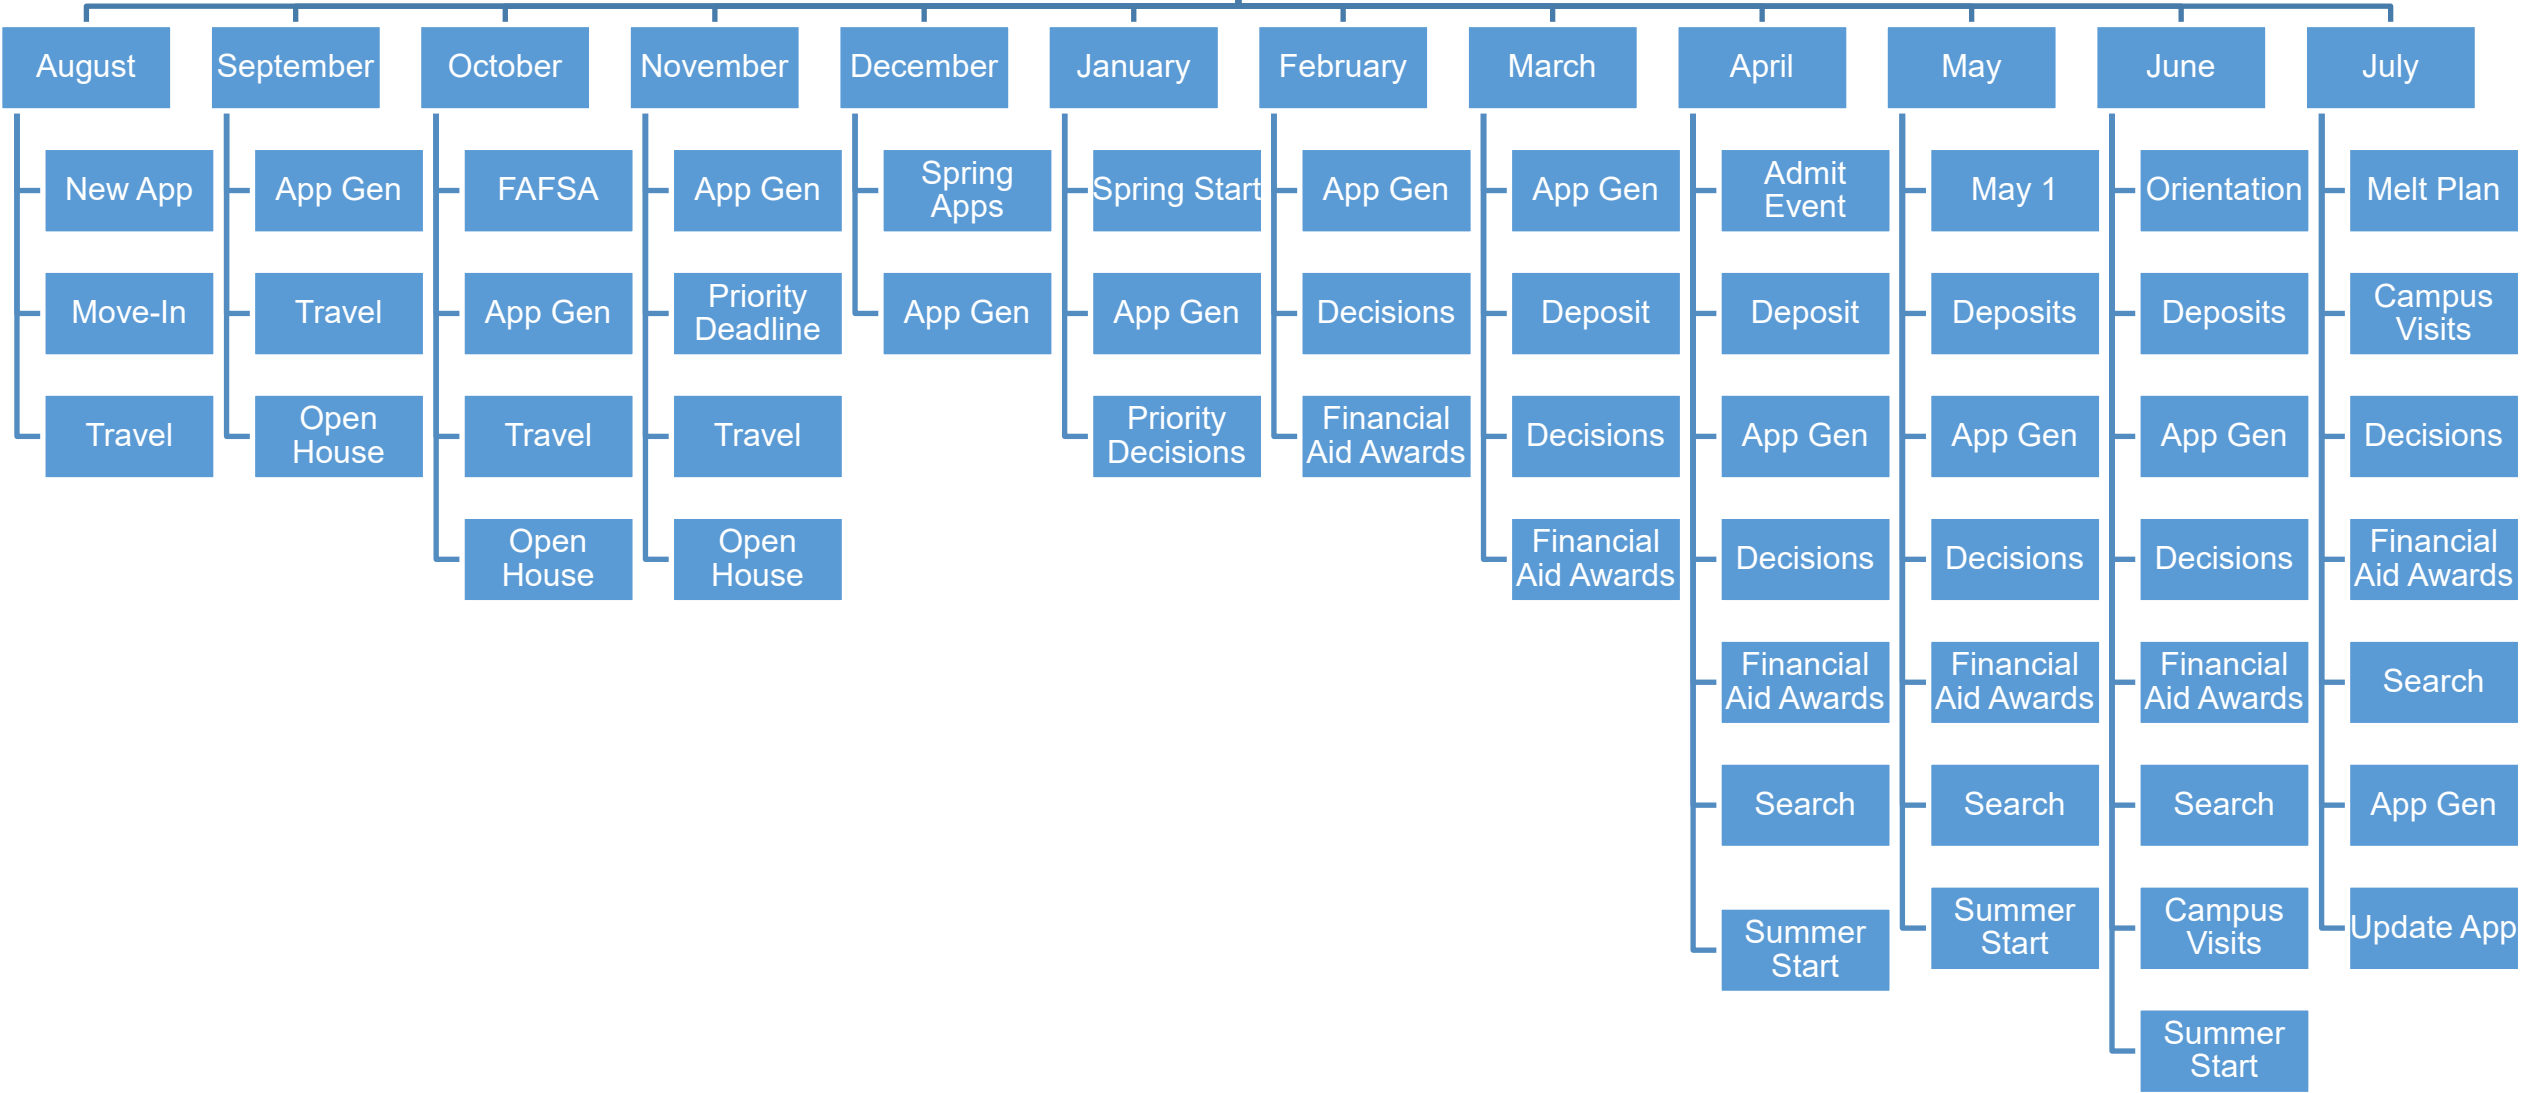 August
September
October
November
December
January
February
March
April
May
June
July
New App
Move-In
Travel
App Gen
Travel
Open
House
FAFSA
App Gen
Travel
Open
House
App Gen
Priority
Deadline
Travel
Open
House
Spring
Apps
App Gen
Spring Start
App Gen
Priority
Decisions
App Gen
Decisions
Financial
Aid Awards
App Gen
Deposit
Decisions
Financial
Aid Awards
Admit
Event
Deposit
App Gen
Decisions
Financial
Aid Awards
Search
Summer
Start
May 1
Deposits
App Gen
Decisions
Financial
Aid Awards
Search
Summer
Start
Orientation
Deposits
App Gen
Decisions
Financial
Aid Awards
Search
Campus
Visits
Summer
Start
Melt Plan
Campus
Visits
Decisions
Financial
Aid Awards
Search
App Gen
Update App